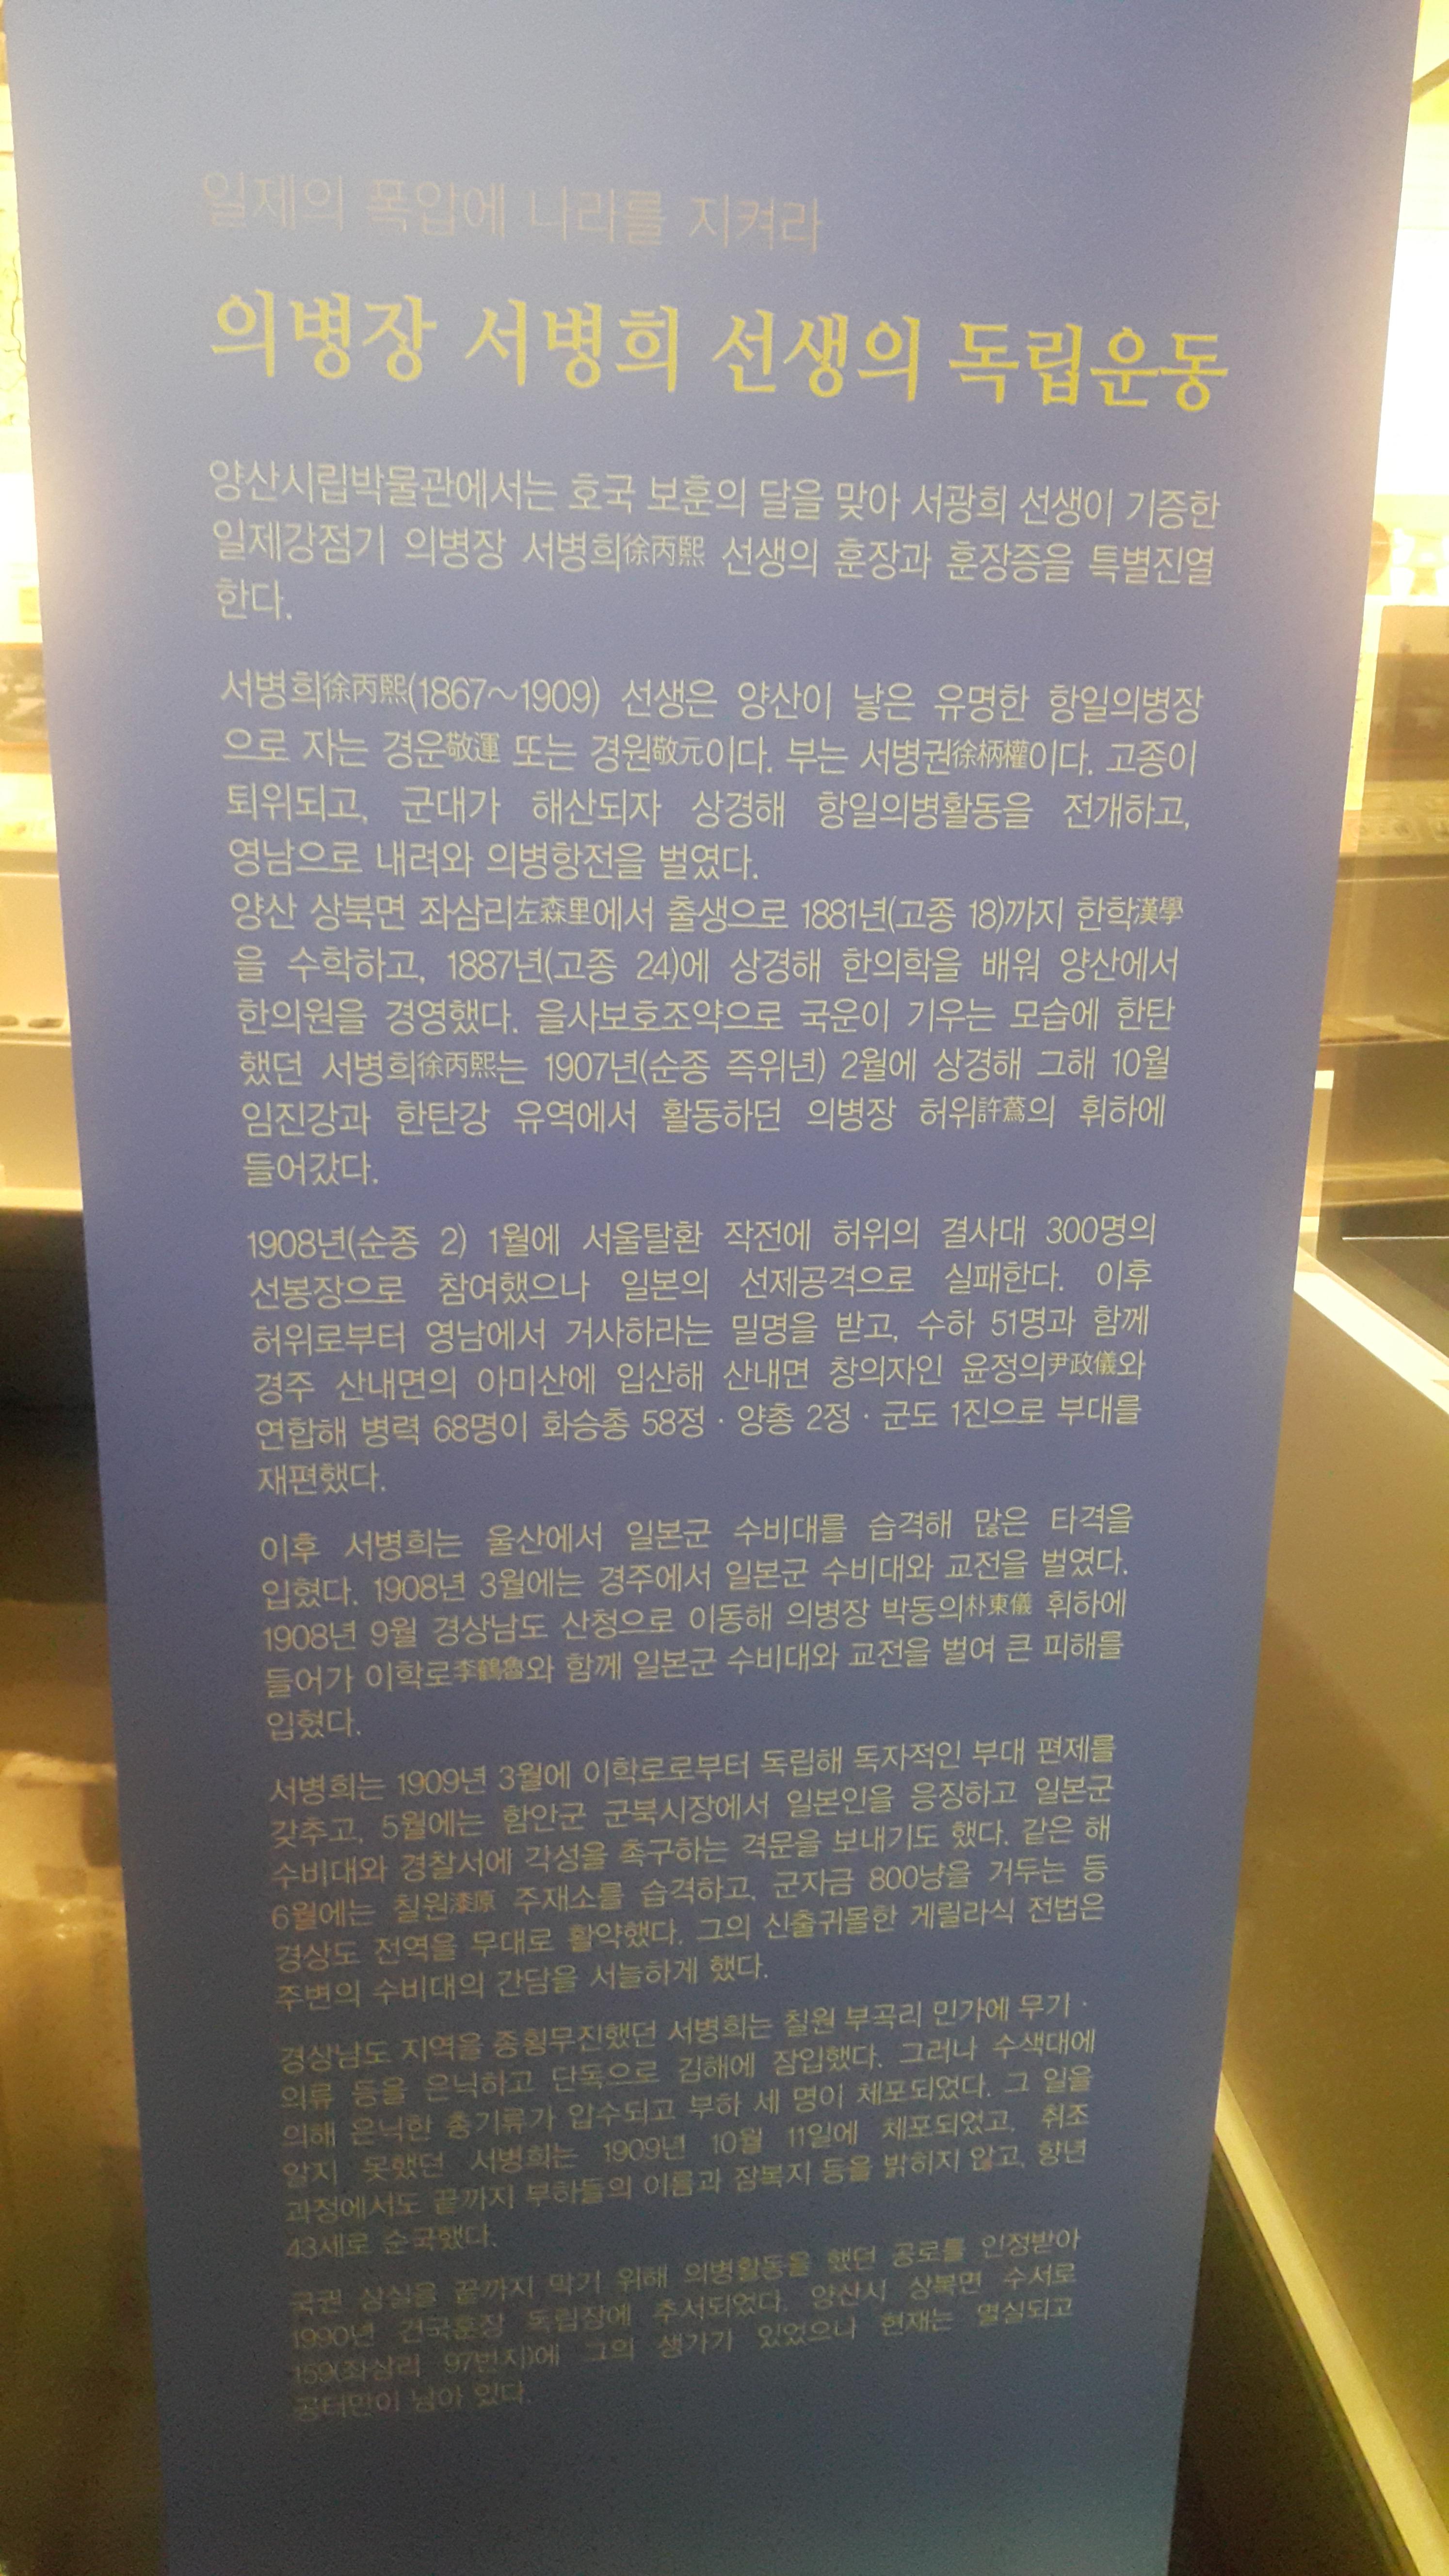 일제의 폭압에 나라를 지켜라
의병장 서병희 선생의 독립운동
양산시립박물관에서는 호국 보훈의 달을 맞아 서광희 선생이 기증한
일제강점기 의병장 서병희徐丙熙 선생의 훈장과 훈장증을 특별진열
한다.
서병희徐丙熙(1867~1909) 선생은 양산이 낳은 유명한 항일의병장
으로 자는 경운敬運 또는 경원敬元이다. 부는 서병권徐柄權이다. 고종이
퇴위되고, 군대가 해산되자 상경해 항일의병활동을 전개하고,
영남으로 내려와 의병항전을 벌였다.
양산 상북면 좌삼리左森里에서 출생으로 1881년(고종 18)까지 한학漢學
을 수학하고, 1887년(고종 24)에 상경해 한의학을 배워 양산에서
한의원을 경영했다. 을사보호조약으로 국운이 기우는 모습에 한탄
했던 서병희徐丙熙는 1907년(순종 즉위년) 2월에 상경해 그해 10월
임진강과 한탄강 유역에서 활동하던 의병장 허위許蔿의 휘하에
들어갔다.
1908년(순종 2) 1월에 서울탈환 작전에 허위의 결사대 300명의
선봉장으로 참여했으나 일본의 선제공격으로 실패한다. 이후
허위로부터 영남에서 거사하라는 밀명을 받고, 수하 51명과 함께
경주 산내면의 아미산에 입산해 산내면 창의자인 윤정의尹政儀와
연합해 병력 68명이 화승총 58정 · 양총 2정 · 군도 1진으로 부대를
재편했다.
이후 서병희는 울산에서 일본군 수비대를 습격해 많은 타격을
입혔다. 1908년 3월에는 경주에서 일본군 수비대와 교전을 벌였다.
1908년 9월 경상남도 산청으로 이동해 의병장 박동의朴東儀 휘하에
들어가 이학로李鶴魯와 함께 일본군 수비대와 교전을 벌여 큰 피해를
입혔다.
서병희는 1909년 3월에 이학로로부터 독립해 독자적인 부대 편제를
갖추고, 5월에는 함안군 군북시장에서 일본인을 응징하고 일본군
수비대와 경찰서에 각성을 촉구하는 격문을 보내기도 했다. 같은 해
6월에는 칠원漆原 주재소를 습격하고, 군자금 800냥을 거두는 등
경상도 전역을 무대로 활약했다. 그의 신출귀몰한 게릴라식 전법은
주변의 수비대의 간담을 서늘하게 했다.
경상남도 지역을 종횡무진했던 서병희는 칠원 부곡리 민가에 무기 ·
의류 등을 은닉하고 단독으로 김해에 잠입했다. 그러나 수색대에
의해 은닉한 총기류가 압수되고 부하 세 명이 체포되었다. 그 일을
알지 못했던 서병희는 1909년 10월 11일에 체포되었고, 취조
과정에서도 끝까지 부하들의 이름과 잠복지 등을 밝히지 않고, 향년
43세로 순국했다.
국권 상실을 끝까지 막기 위해 의병활동을 했던 공로를 인정받아
1990년 건국훈장 독립장에 추서되었다. 양산시 상북면 수서로
159(좌삼리 97번지)에 그의 생가가 있었으나 현재는 멸실되고
공터만이 남아 있다.